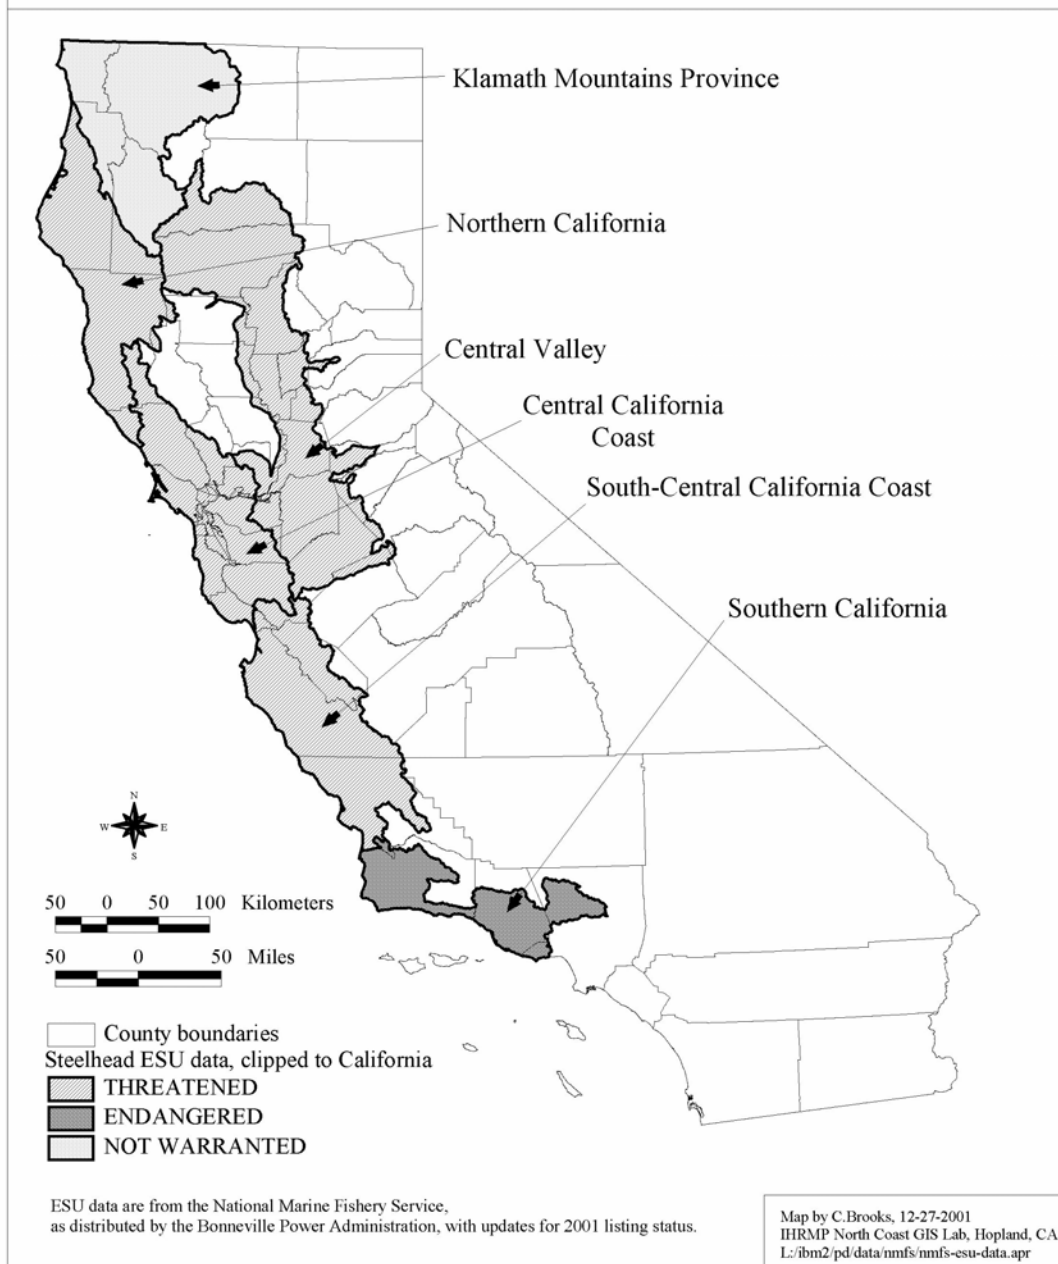 Klamath Mountains Province
Northern California
Central Valley
Central California
Coast
South-Central California Coast
Southern California
N
W E
S
50 0 50 100 Kilometers
50 0 50 Miles
County boundaries
Steelhead ESU data, clipped to California
THREATENED
ENDANGERED
NOT WARRANTED
ESU data are from the National Marine Fishery Service,
as distributed by the Bonneville Power Administration, with updates for 2001 listing status.
Map by C.Brooks, 12-27-2001
IHRMP North Coast GIS Lab, Hopland, CA
L:/ibm2/pd/data/nmfs/nmfs-esu-data.apr